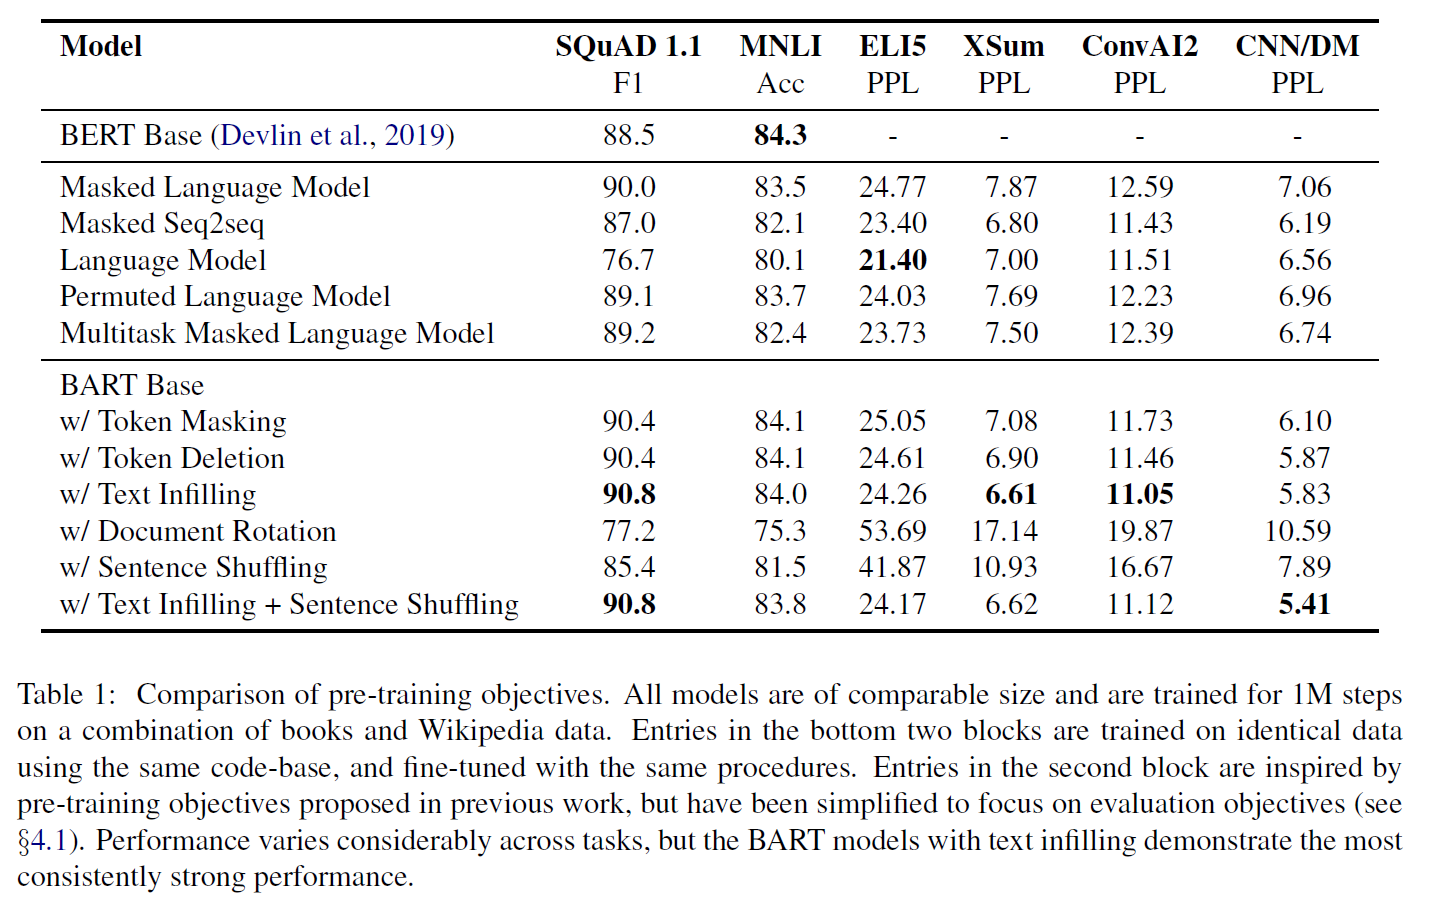 Model SQuAD 1.1 MNLI ELI5 XSum ConvAI2 CNN/DM
F1 Acc PPL PPL PPL PPL
BERT Base (Devlin et al., 2019) 88.5 84.3 - - - -
Masked Language Model 90.0 83.5 24.77 7.87 12.59 7.06
Masked Seq2seq 87.0 82.1 23.40 6.80 11.43 6.19
Language Model 76.7 80.1 21.40 7.00 11.51 6.56
Permuted Language Model 89.1 83.7 24.03 7.69 12.23 6.96
Multitask Masked Language Model 89.2 82.4 23.73 7.50 12.39 6.74
BART Base
w/ Token Masking 90.4 84.1 25.05 7.08 11.73 6.10
w/ Token Deletion 90.4 84.1 24.61 6.90 11.46 5.87
w/ Text Infilling 90.8 84.0 24.26 6.61 11.05 5.83
w/ Document Rotation 77.2 75.3 53.69 17.14 19.87 10.59
w/ Sentence Shuffling 85.4 81.5 41.87 10.93 16.67 7.89
w/ Text Infilling + Sentence Shuffling 90.8 83.8 24.17 6.62 11.12 5.41
Table 1: Comparison of pre-training objectives. All models are of comparable size and are trained for 1M steps
on a combination of books and Wikipedia data. Entries in the bottom two blocks are trained on identical data
using the same code-base, and fine-tuned with the same procedures. Entries in the second block are inspired by
pre-training objectives proposed in previous work, but have been simplified to focus on evaluation objectives (see
§4.1). Performance varies considerably across tasks, but the BART models with text infilling demonstrate the most
consistently strong performance.